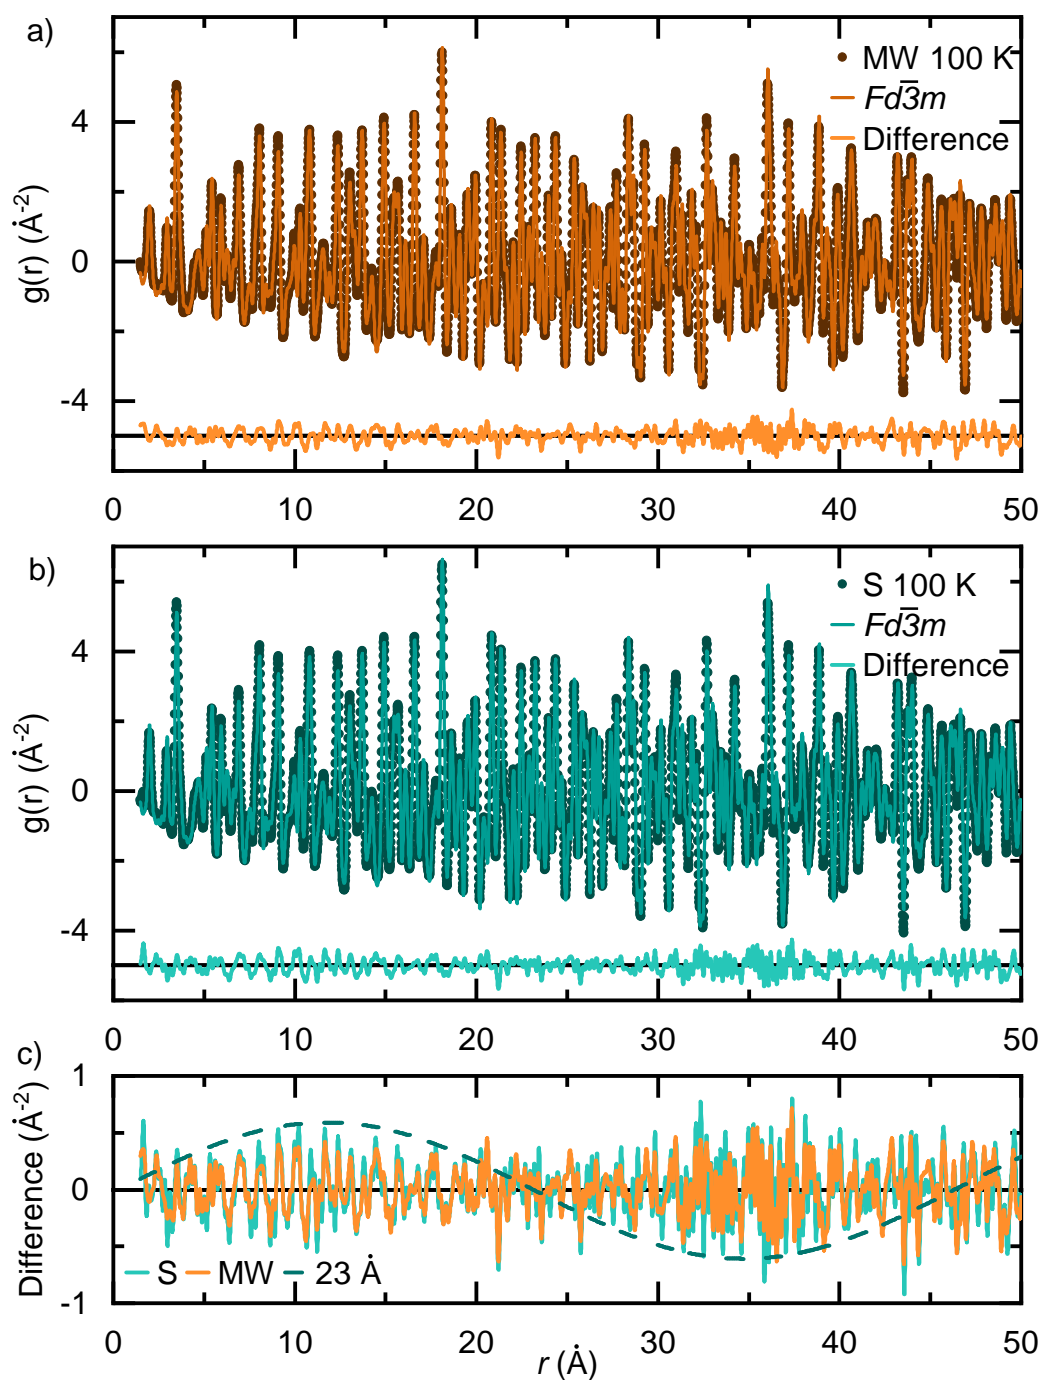 a)
MW 100 K
Fd3̅m
Difference
4
0
-4
g(r) (Å⁻²)
0 10 20 30 40 50
b)
S 100 K
Fd3̅m
Difference
4
0
-4
g(r) (Å⁻²)
0 10 20 30 40 50
c)
1
0
-1
Difference (Å⁻²)
S MW 23 Å
0 10 20 30 40 50
r (Å)